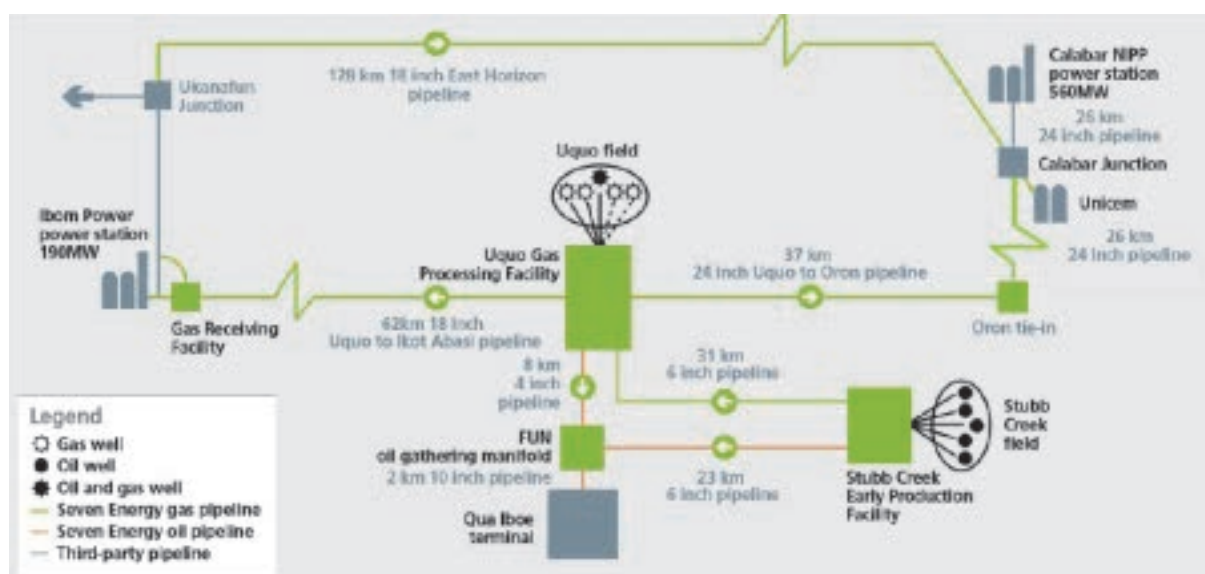 128 km 18 inch East Horizon
pipeline
Ukanafun
Junction
Calabar NIPP
power station
560MW
26 km
24 inch pipeline
Calabar Junction
Unicem
26 km
24 inch pipeline
Uquo field
Ibom Power
power station
190MW
Uquo Gas
Processing Facility
37 km
24 inch Uquo to Oron pipeline
Gas Receiving
Facility
62km 18 inch
Uquo to Ikot Abasi pipeline
Oron tie-in
8 km
4 inch
pipeline
31 km
6 inch pipeline
Stubb
Creek
field
FUN
oil gathering manifold
2 km 10 inch pipeline
23 km
6 inch pipeline
Stubb Creek
Early Production
Facility
Qua Iboe
terminal
Legend
Gas well
Oil well
Oil and gas well
Seven Energy gas pipeline
Seven Energy oil pipeline
Third-party pipeline